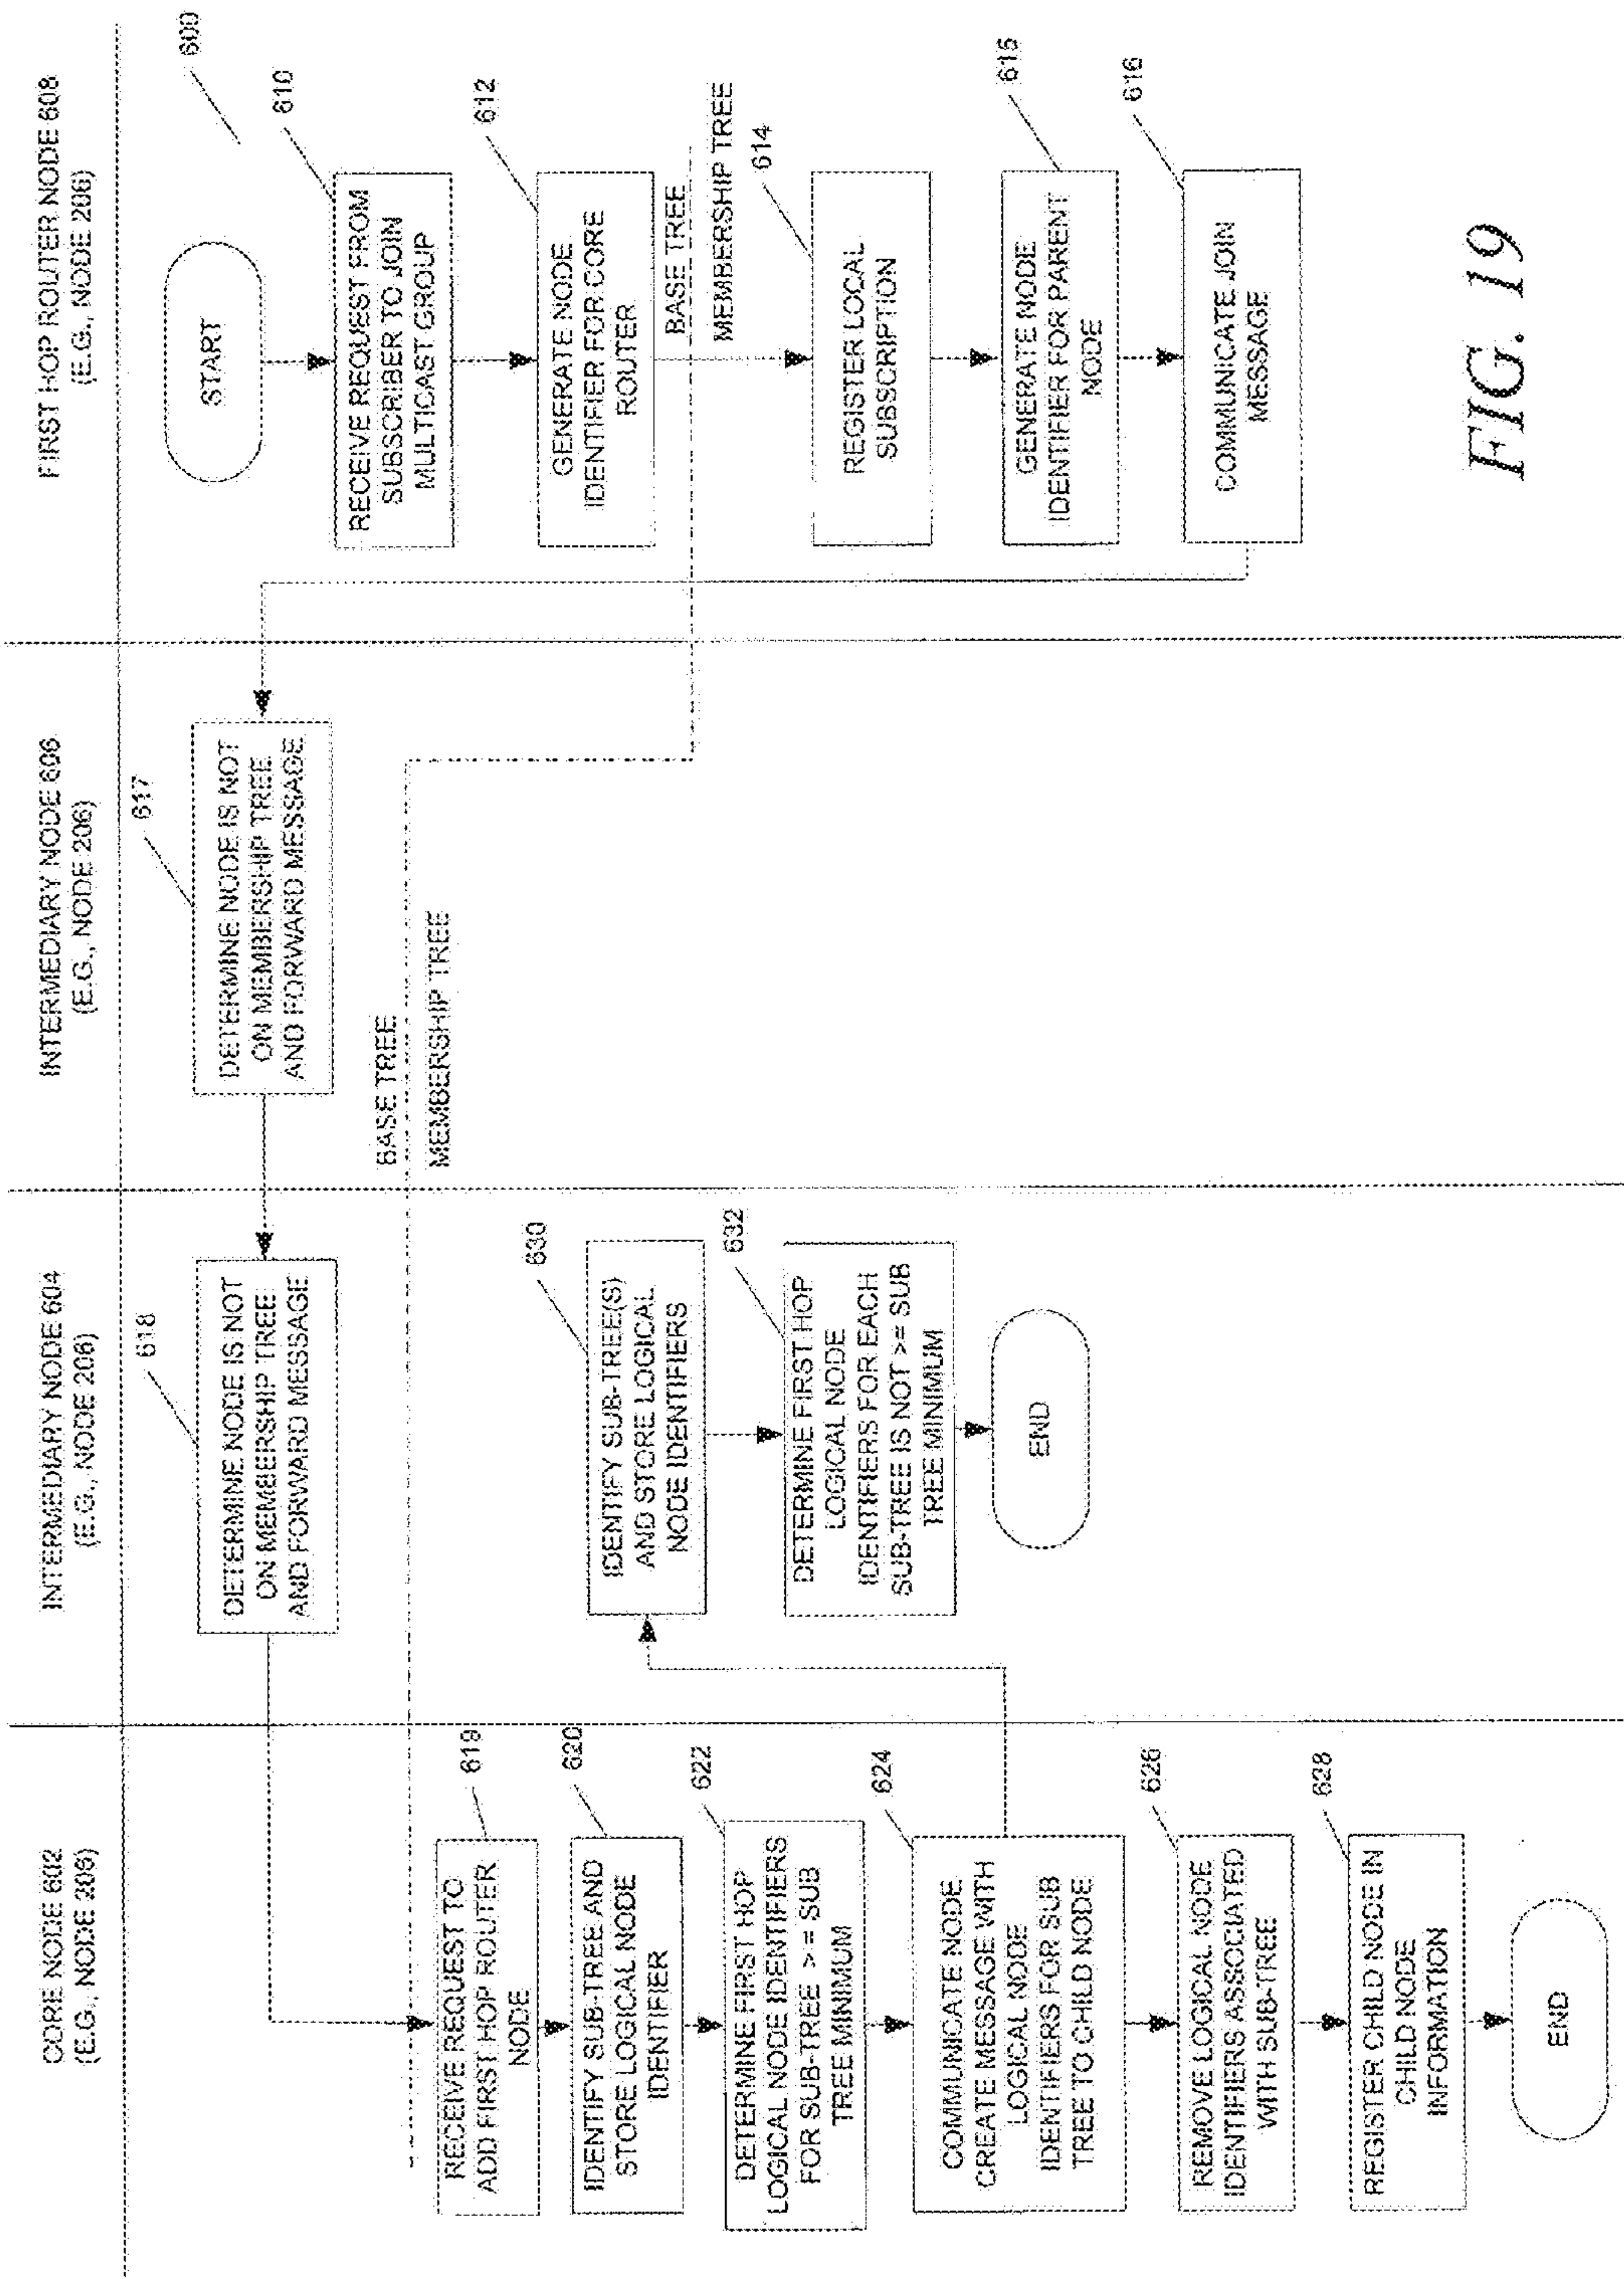 CORE NODE 602
(E.G., NODE 206)
INTERMEDIARY NODE 604
(E.G., NODE 206)
INTERMEDIARY NODE 606
(E.G., NODE 206)
FIRST HOP ROUTER NODE 608
(E.G., NODE 206)
600
START
610
RECEIVE REQUEST FROM
SUBSCRIBER TO JOIN
MULTICAST GROUP
612
GENERATE NODE
IDENTIFIER FOR CORE
ROUTER
BASE TREE
MEMBERSHIP TREE
614
REGISTER LOCAL
SUBSCRIPTION
615
GENERATE NODE
IDENTIFIER FOR PARENT
NODE
616
COMMUNICATE JOIN
MESSAGE
617
DETERMINE NODE IS NOT
ON MEMBERSHIP TREE
AND FORWARD MESSAGE
BASE TREE
MEMBERSHIP TREE
618
DETERMINE NODE IS NOT
ON MEMBERSHIP TREE
AND FORWARD MESSAGE
619
RECEIVE REQUEST TO
ADD FIRST HOP ROUTER
NODE
620
IDENTIFY SUB-TREE AND
STORE LOGICAL NODE
IDENTIFIER
622
DETERMINE FIRST HOP
LOGICAL NODE IDENTIFIERS
FOR SUB-TREE >= SUB
TREE MINIMUM
624
COMMUNICATE NODE
CREATE MESSAGE WITH
LOGICAL NODE
IDENTIFIERS FOR SUB
TREE TO CHILD NODE
626
REMOVE LOGICAL NODE
IDENTIFIERS ASSOCIATED
WITH SUB-TREE
628
REGISTER CHILD NODE IN
CHILD NODE
INFORMATION
END
630
IDENTIFY SUB-TREE(S)
AND STORE LOGICAL
NODE IDENTIFIERS
632
DETERMINE FIRST HOP
LOGICAL NODE
IDENTIFIERS FOR EACH
SUB-TREE IS NOT >= SUB
TREE MINIMUM
END
FIG. 19